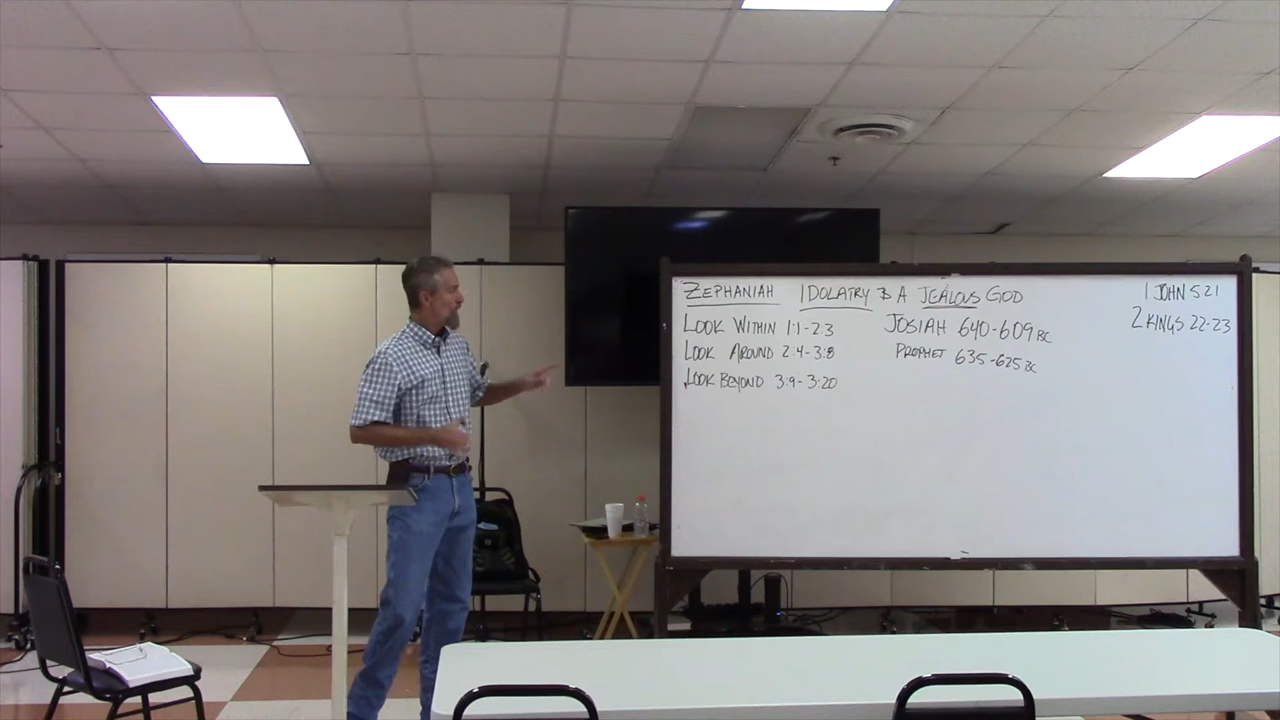 ZEPHANIAH IDOLATRY & A JEALOUS GOD
LOOK WITHIN 1:1-2:3
LOOK AROUND 2:4-3:8
LOOK BEYOND 3:9-3:20
JOSIAH 640-609 BC
PROPHET 635-625 BC
1 JOHN 5:21
2 KINGS 22-23